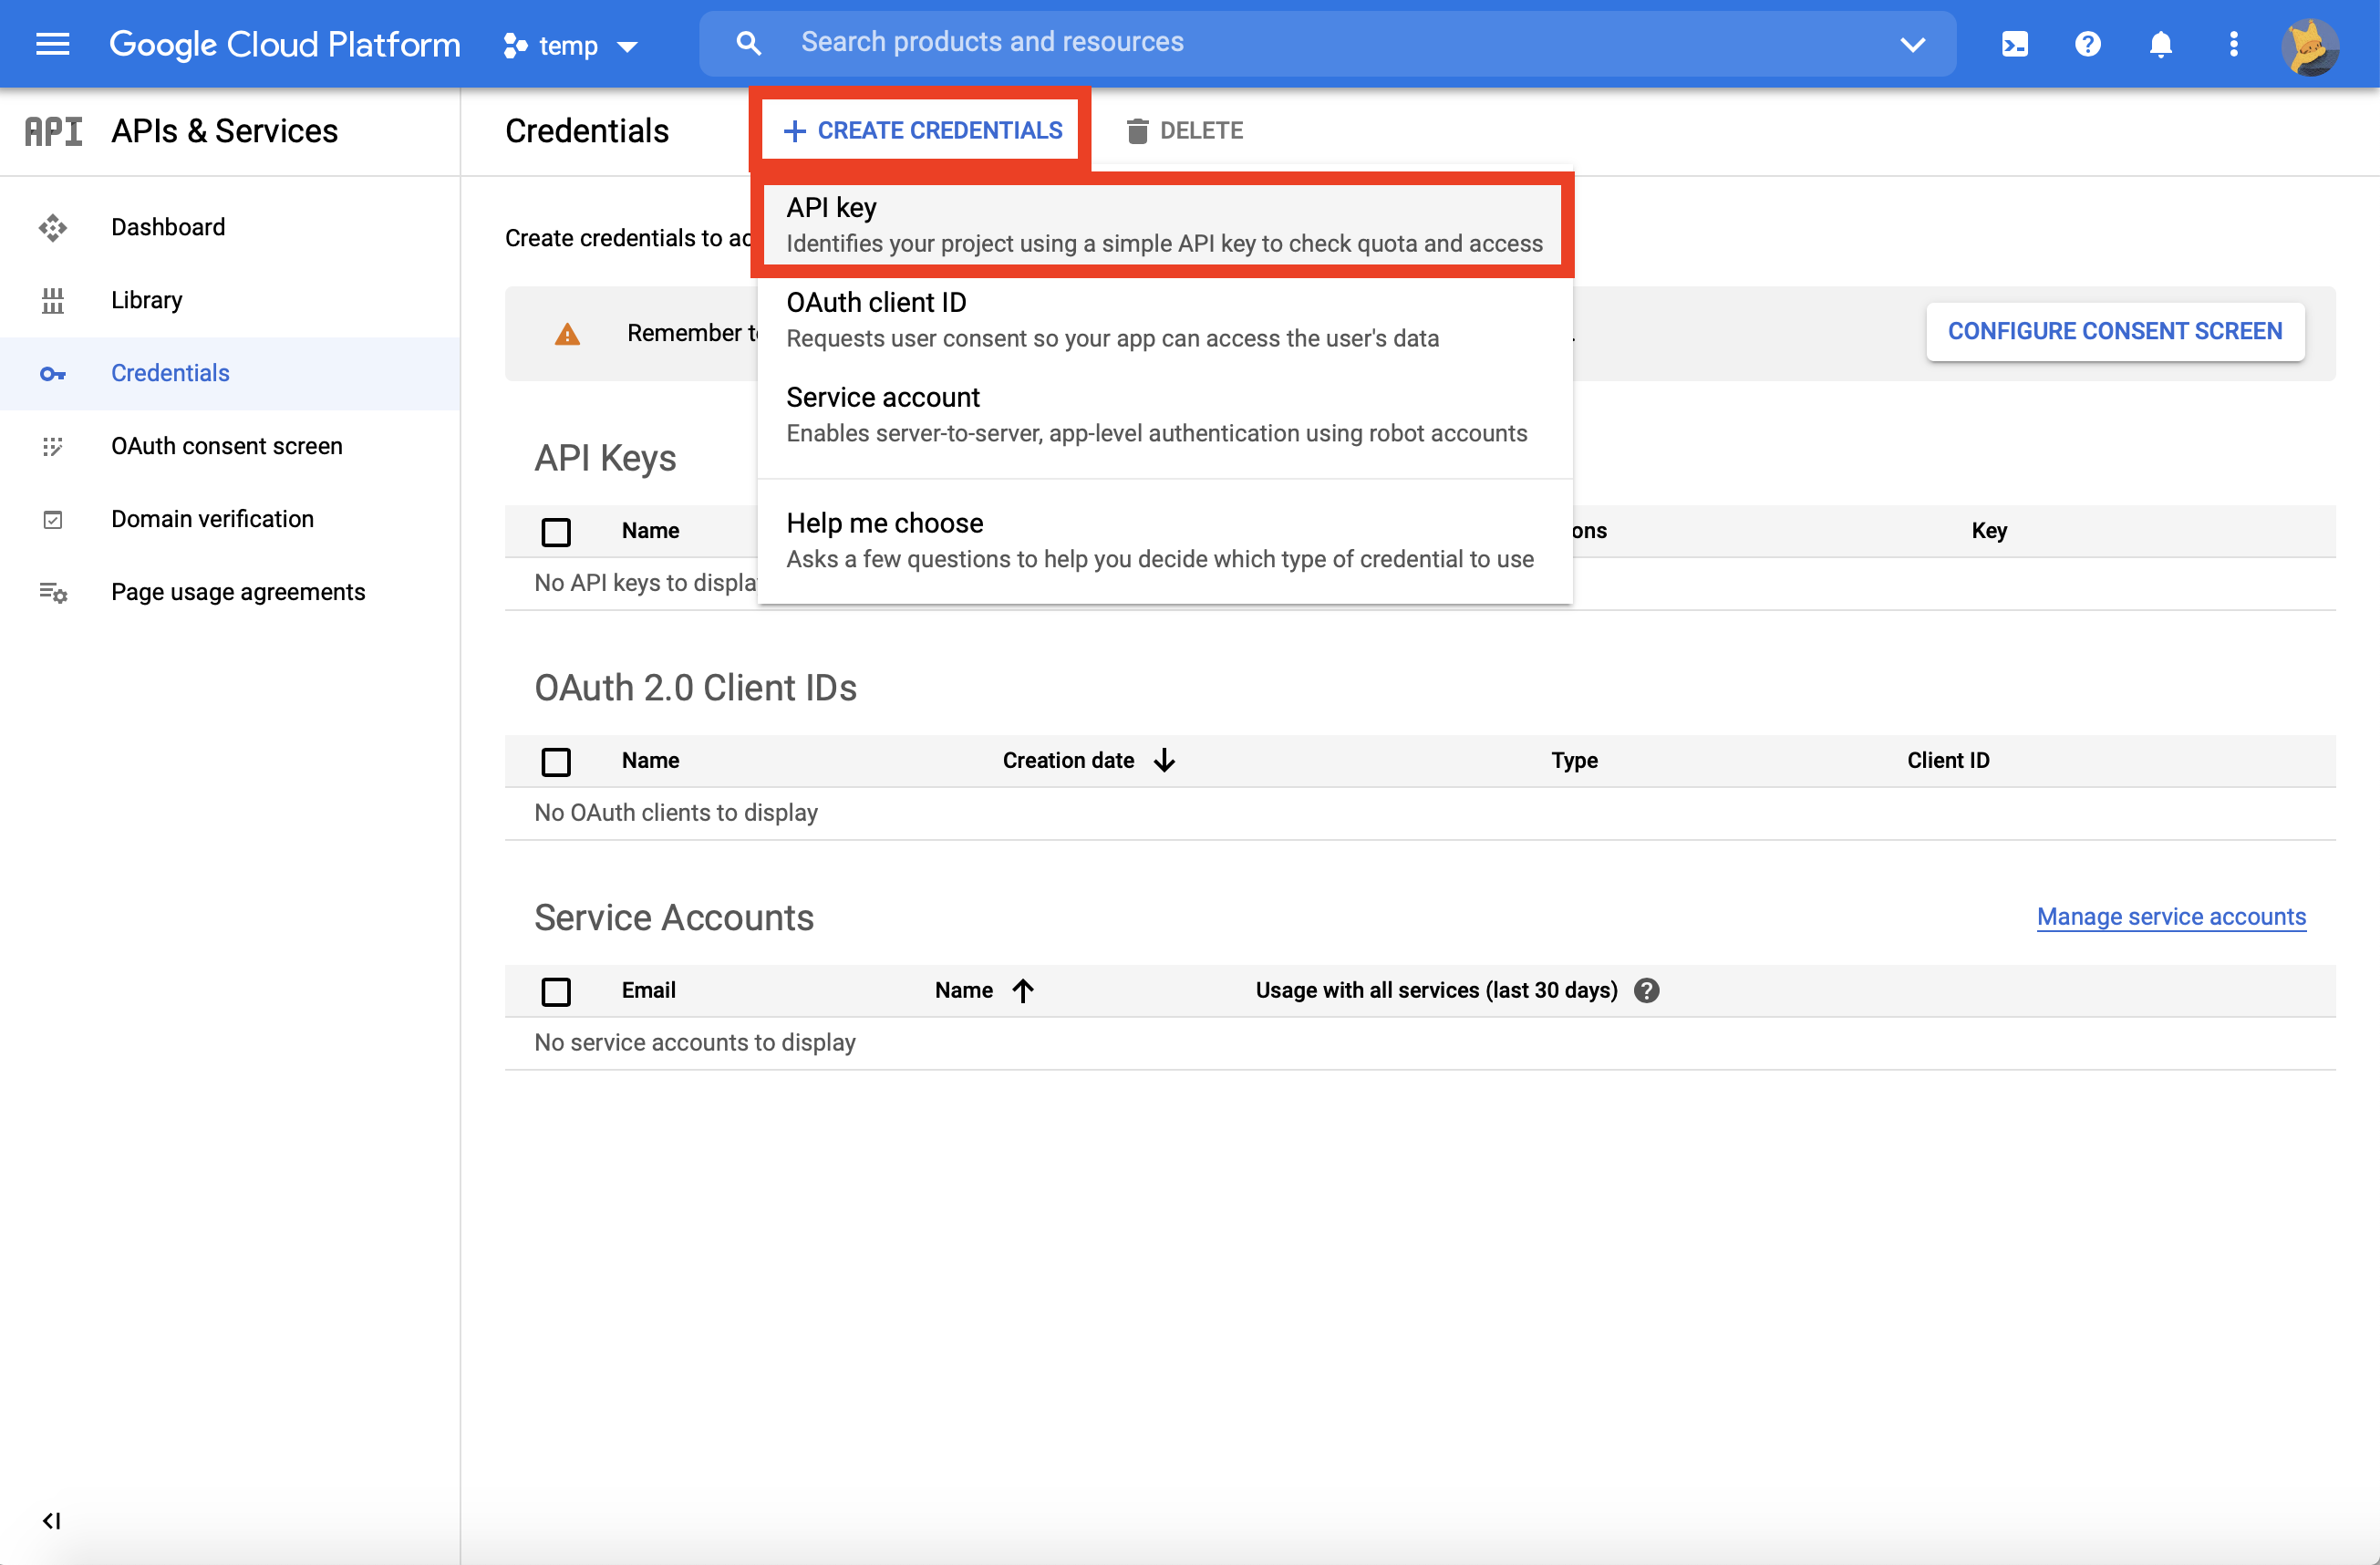 Google Cloud Platform
temp
Search products and resources
API
APIs & Services
Credentials
CREATE CREDENTIALS
DELETE
Dashboard
Library
Credentials
OAuth consent screen
Domain verification
Page usage agreements
Create credentials to
API key
Identifies your project using a simple API key to check quota and access
OAuth client ID
Requests user consent so your app can access the user's data
Service account
Enables server-to-server, app-level authentication using robot accounts
Help me choose
Asks a few questions to help you decide which type of credential to use
Remember
CONFIGURE CONSENT SCREEN
API Keys
Name
Key
No API keys to
OAuth 2.0 Client IDs
Name Creation date Type Client ID
No OAuth clients to display
Service Accounts
Manage service accounts
Email Name Usage with all services (last 30 days)
No service accounts to display